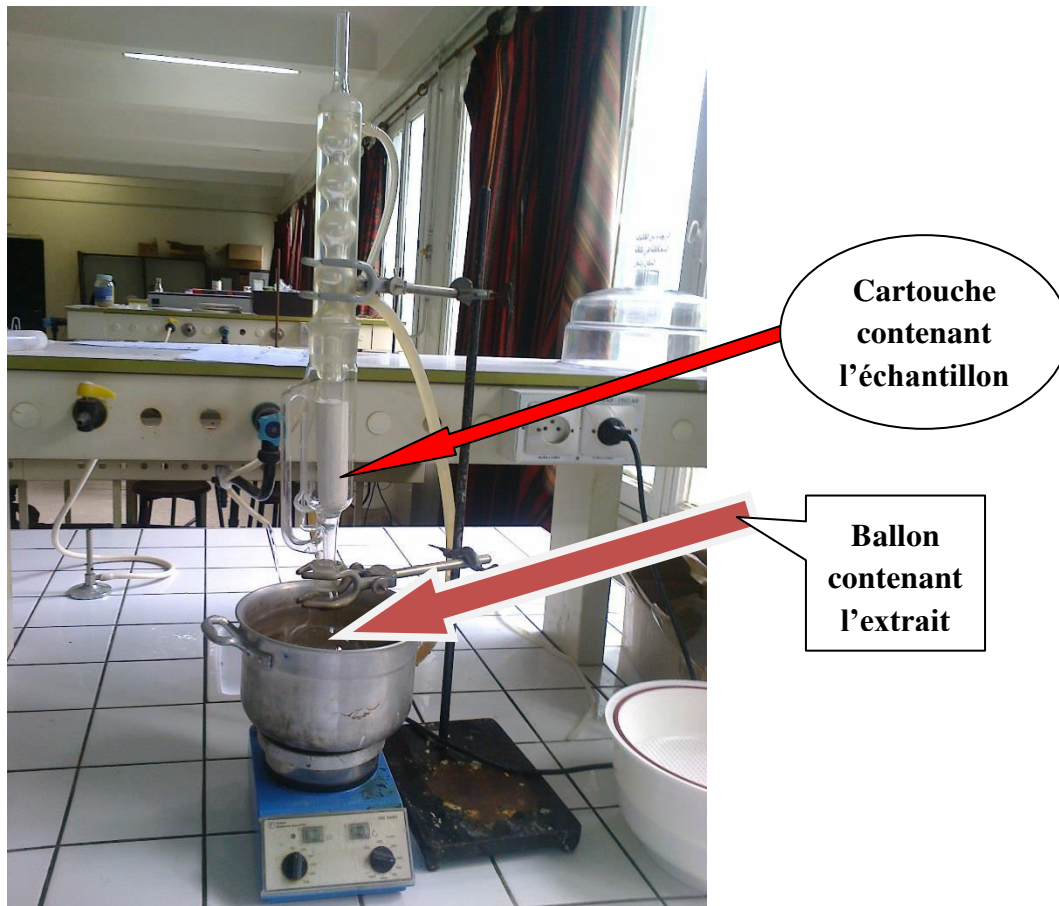 Cartouche
contenant
l’échantillon
Ballon
contenant
l’extrait